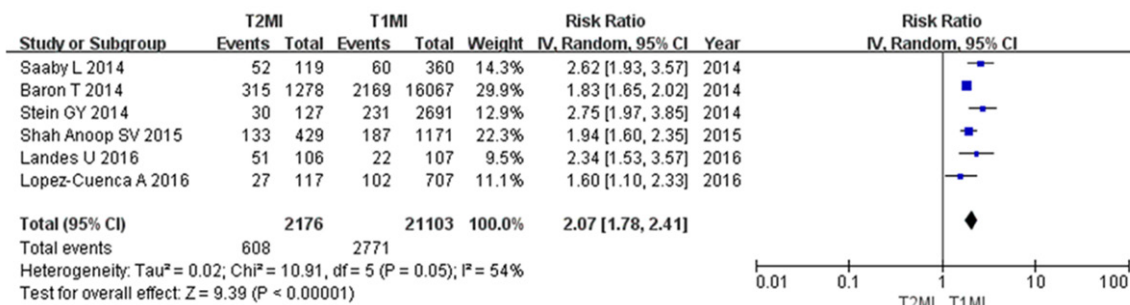 T2MI T1MI Risk Ratio Risk Ratio
Study or Subgroup Events Total Events Total Weight IV, Random, 95% CI Year IV, Random, 95% CI
Saaby L 2014 52 119 60 360 14.3% 2.62 [1.93, 3.57] 2014
Baron T 2014 315 1278 2169 16067 29.9% 1.83 [1.65, 2.02] 2014
Stein GY 2014 30 127 231 2691 12.9% 2.75 [1.97, 3.85] 2014
Shah Anoop SV 2015 133 429 187 1171 22.3% 1.94 [1.60, 2.35] 2015
Landes U 2016 51 106 22 107 9.5% 2.34 [1.53, 3.57] 2016
Lopez-Cuenca A 2016 27 117 102 707 11.1% 1.60 [1.10, 2.33] 2016
Total (95% CI) 2176 21103 100.0% 2.07 [1.78, 2.41]
Total events 608 2771
Heterogeneity: Tau² = 0.02; Chi² = 10.91, df = 5 (P = 0.05); I² = 54%
Test for overall effect: Z = 9.39 (P < 0.00001)
0.01 0.1 1 10 100
T2MI T1MI